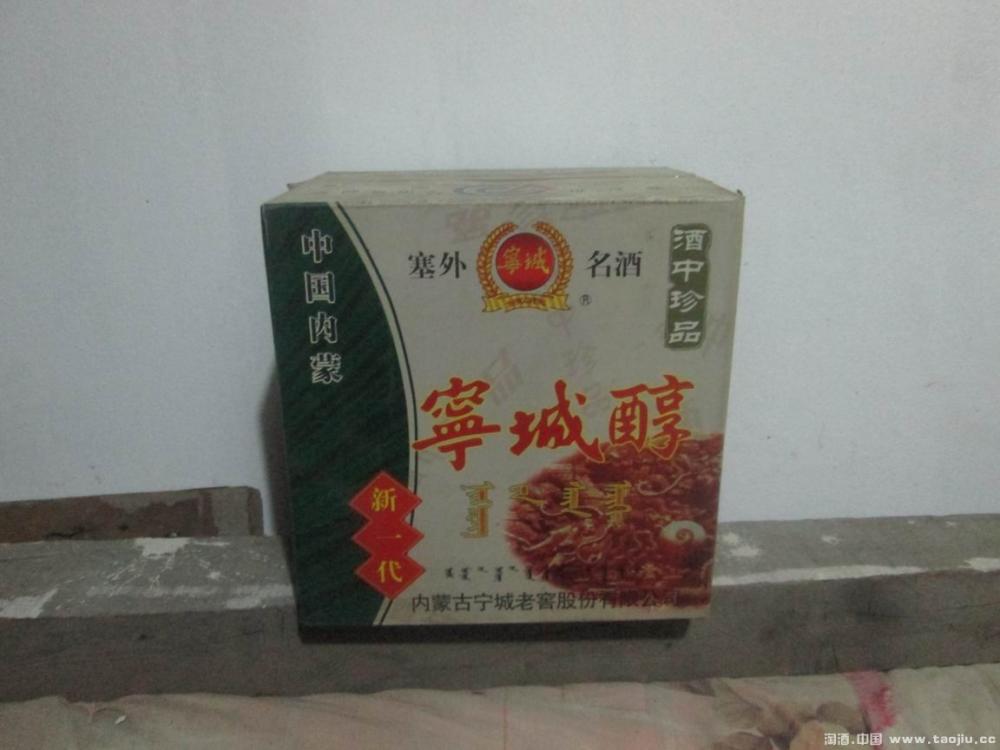 中国内蒙
塞外
寧城
名酒
®
酒中珍品
寧城醇
新一代
内蒙古宁城老窖股份有限公司
淘酒.中国 www.taojiu.cc